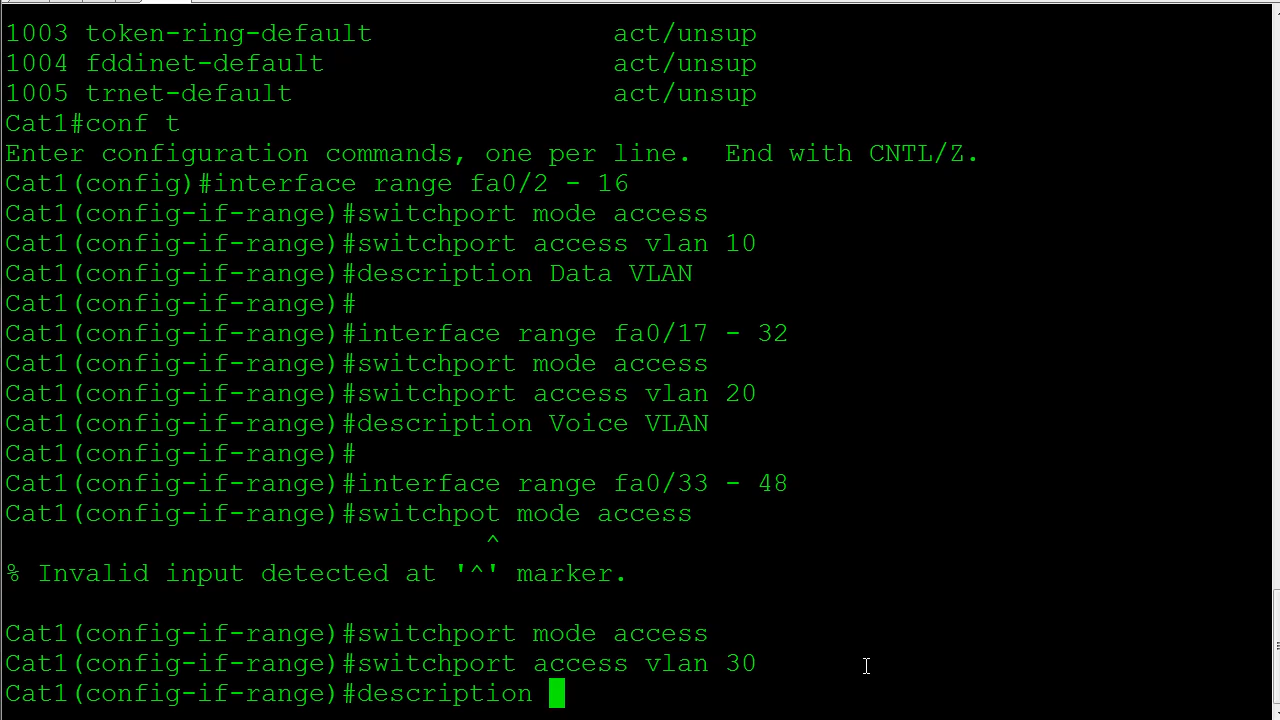 1003 token-ring-default act/unsup
1004 fddinet-default act/unsup
1005 trnet-default act/unsup
Cat1#conf t
Enter configuration commands, one per line.  End with CNTL/Z.
Cat1(config)#interface range fa0/2 - 16
Cat1(config-if-range)#switchport mode access
Cat1(config-if-range)#switchport access vlan 10
Cat1(config-if-range)#description Data VLAN
Cat1(config-if-range)#
Cat1(config-if-range)#interface range fa0/17 - 32
Cat1(config-if-range)#switchport mode access
Cat1(config-if-range)#switchport access vlan 20
Cat1(config-if-range)#description Voice VLAN
Cat1(config-if-range)#
Cat1(config-if-range)#interface range fa0/33 - 48
Cat1(config-if-range)#switchpot mode access
^
% Invalid input detected at '^' marker.
Cat1(config-if-range)#switchport mode access
Cat1(config-if-range)#switchport access vlan 30
Cat1(config-if-range)#description